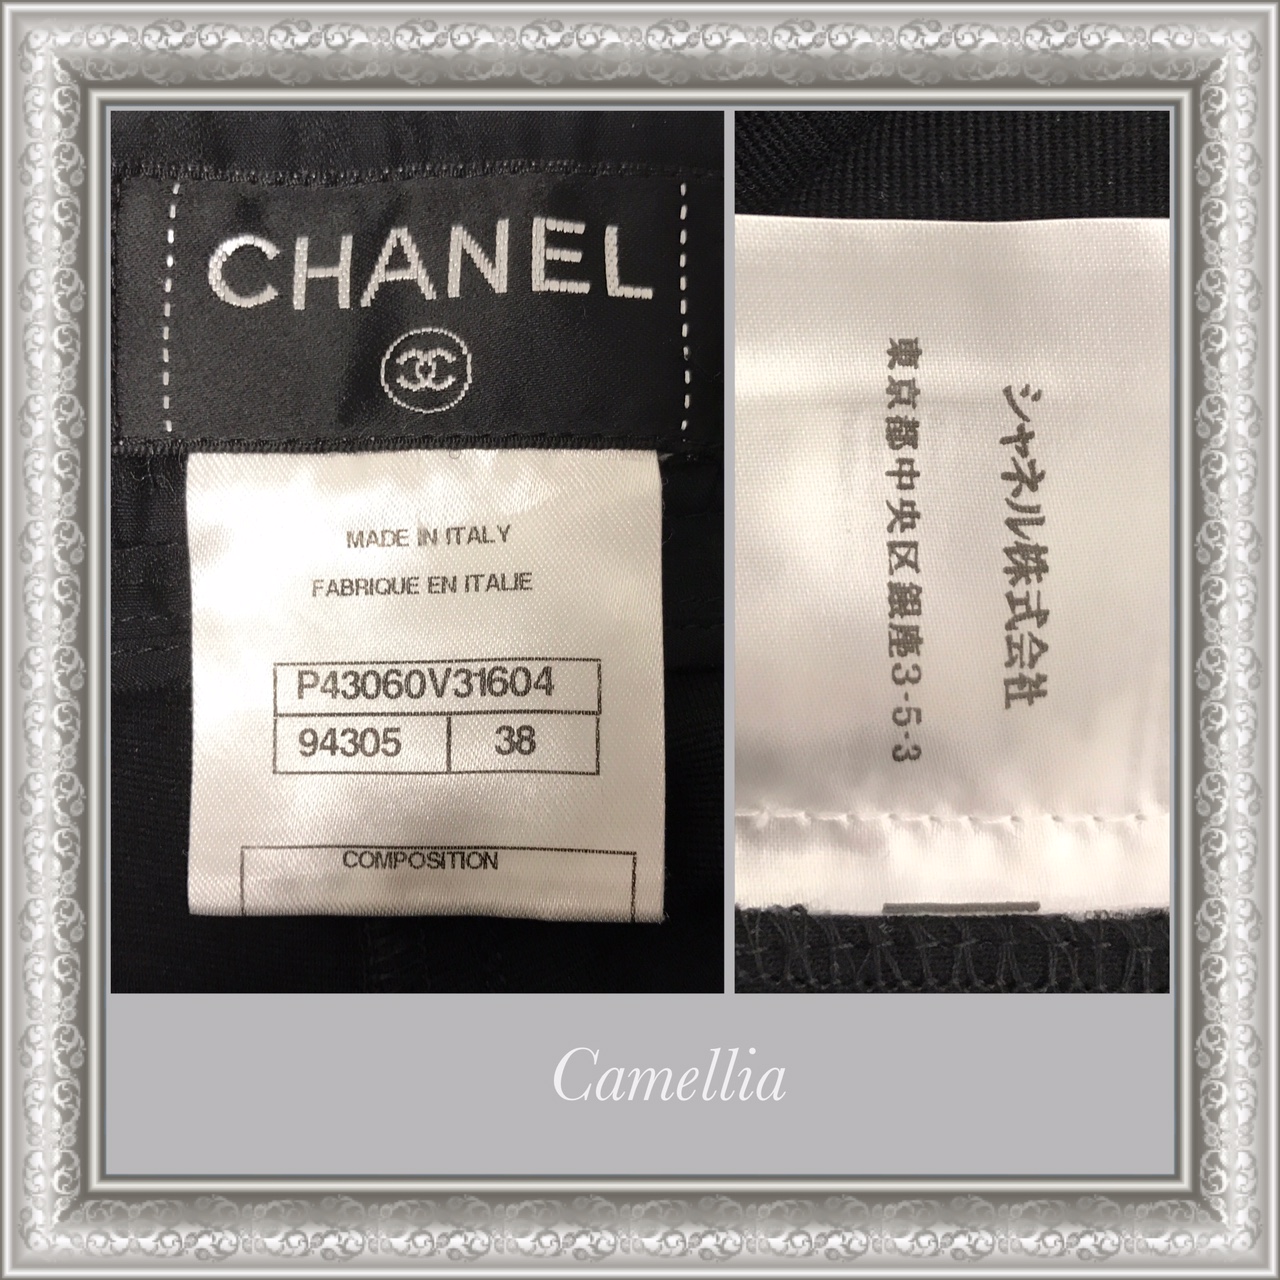 CHANEL
MADE IN ITALY
FABRIQUE EN ITALIE
P43060V31604
94305 38
COMPOSITION
シャネル株式会社
東京都中央区銀座3-5-3
Camellia